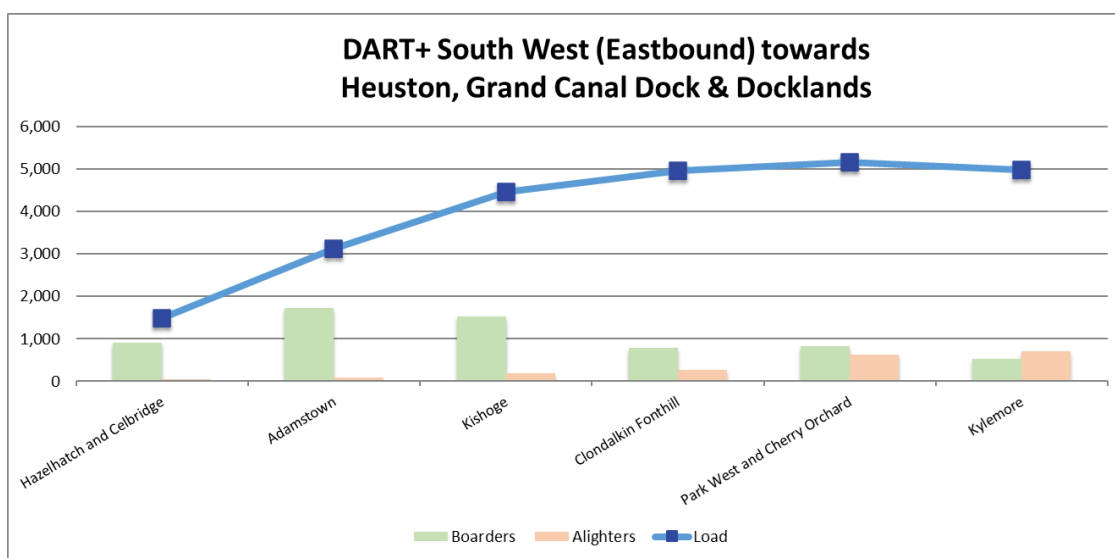 DART+ South West (Eastbound) towards
Heuston, Grand Canal Dock & Docklands
6,000
5,000
4,000
3,000
2,000
1,000
0
Hazelhatch and Celbridge
Adamstown
Kishoge
Clondalkin Fonthill
Park West and Cherry Orchard
Kylemore
Boarders
Alighters
Load